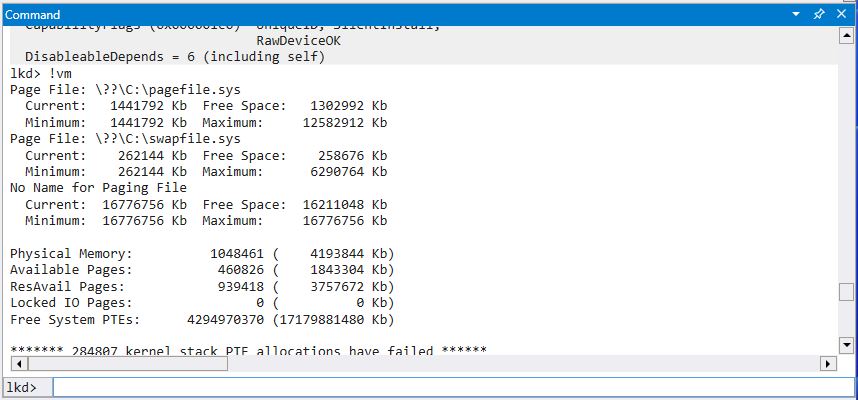 Command
CapabilityFlags (0x000001c0) UniqueID, SilentInstall,
RawDeviceOK
DisableableDepends = 6 (including self)
lkd> !vm
Page File: \??\C:\pagefile.sys
Current: 1441792 Kb Free Space: 1302992 Kb
Minimum: 1441792 Kb Maximum: 12582912 Kb
Page File: \??\C:\swapfile.sys
Current: 262144 Kb Free Space: 258676 Kb
Minimum: 262144 Kb Maximum: 6290764 Kb
No Name for Paging File
Current: 16776756 Kb Free Space: 16211048 Kb
Minimum: 16776756 Kb Maximum: 16776756 Kb
Physical Memory: 1048461 ( 4193844 Kb)
Available Pages: 460826 ( 1843304 Kb)
ResAvail Pages: 939418 ( 3757672 Kb)
Locked IO Pages: 0 ( 0 Kb)
Free System PTEs: 4294970370 (17179881480 Kb)
******* 284807 kernel stack PTE allocations have failed ******
lkd>